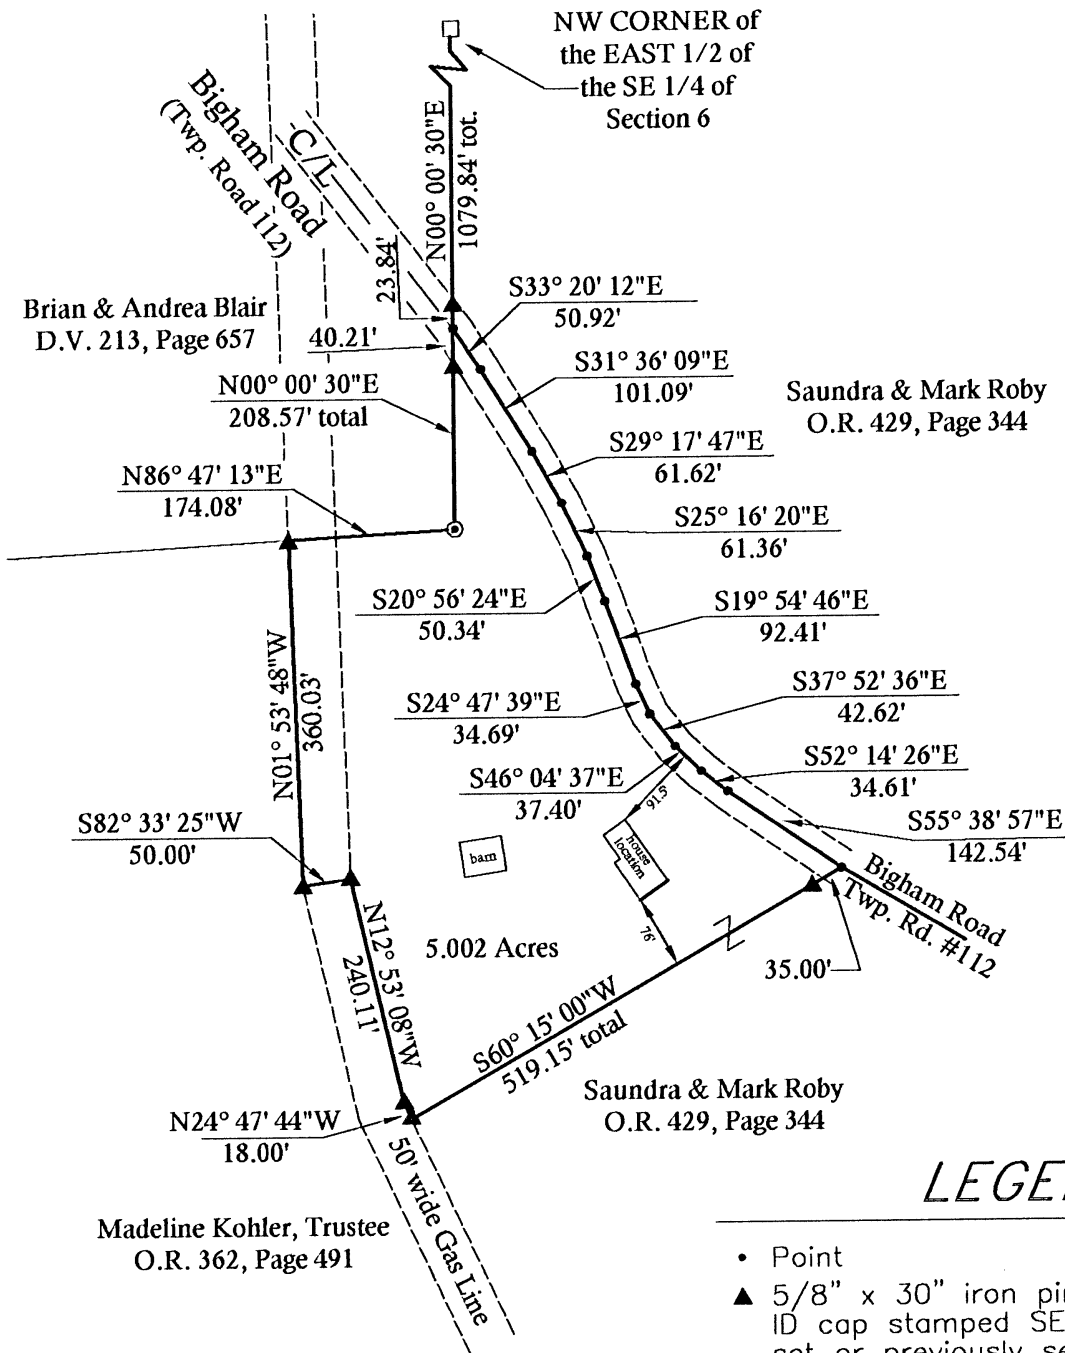 NW CORNER of
the EAST 1/2 of
the SE 1/4 of
Section 6
Bigham Road
(Twp. Road 112)
C/L
N00° 00' 30"E
1079.84' tot.
23.84'
S33° 20' 12"E
50.92'
Brian & Andrea Blair
D.V. 213, Page 657
40.21'
S31° 36' 09"E
101.09'
N00° 00' 30"E
208.57' total
Saundra & Mark Roby
O.R. 429, Page 344
S29° 17' 47"E
61.62'
N86° 47' 13"E
174.08'
S25° 16' 20"E
61.36'
S20° 56' 24"E
50.34'
S19° 54' 46"E
92.41'
N01° 53' 48"W
360.03'
S24° 47' 39"E
34.69'
S37° 52' 36"E
42.62'
S46° 04' 37"E
37.40'
S52° 14' 26"E
34.61'
S82° 33' 25"W
50.00'
91.5'
S55° 38' 57"E
142.54'
barn
house
location
Bigham Road
Twp. Rd. #112
N12° 53' 08"W
240.11'
5.002 Acres
76'
35.00'
S60° 15' 00"W
519.15' total
N24° 47' 44"W
18.00'
Saundra & Mark Roby
O.R. 429, Page 344
50' wide Gas Line
Madeline Kohler, Trustee
O.R. 362, Page 491
LEGE
• Point
▲ 5/8" x 30" iron pi
ID cap stamped SE
set or previously se